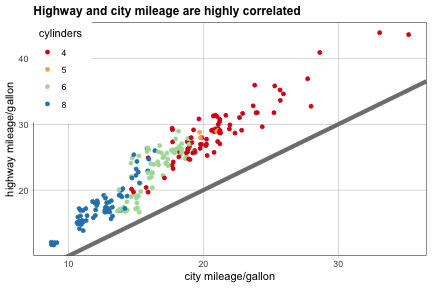 Highway and city mileage are highly correlated
cylinders
4
5
6
8
40
30
20
highway mileage/gallon
10
20
30
city mileage/gallon